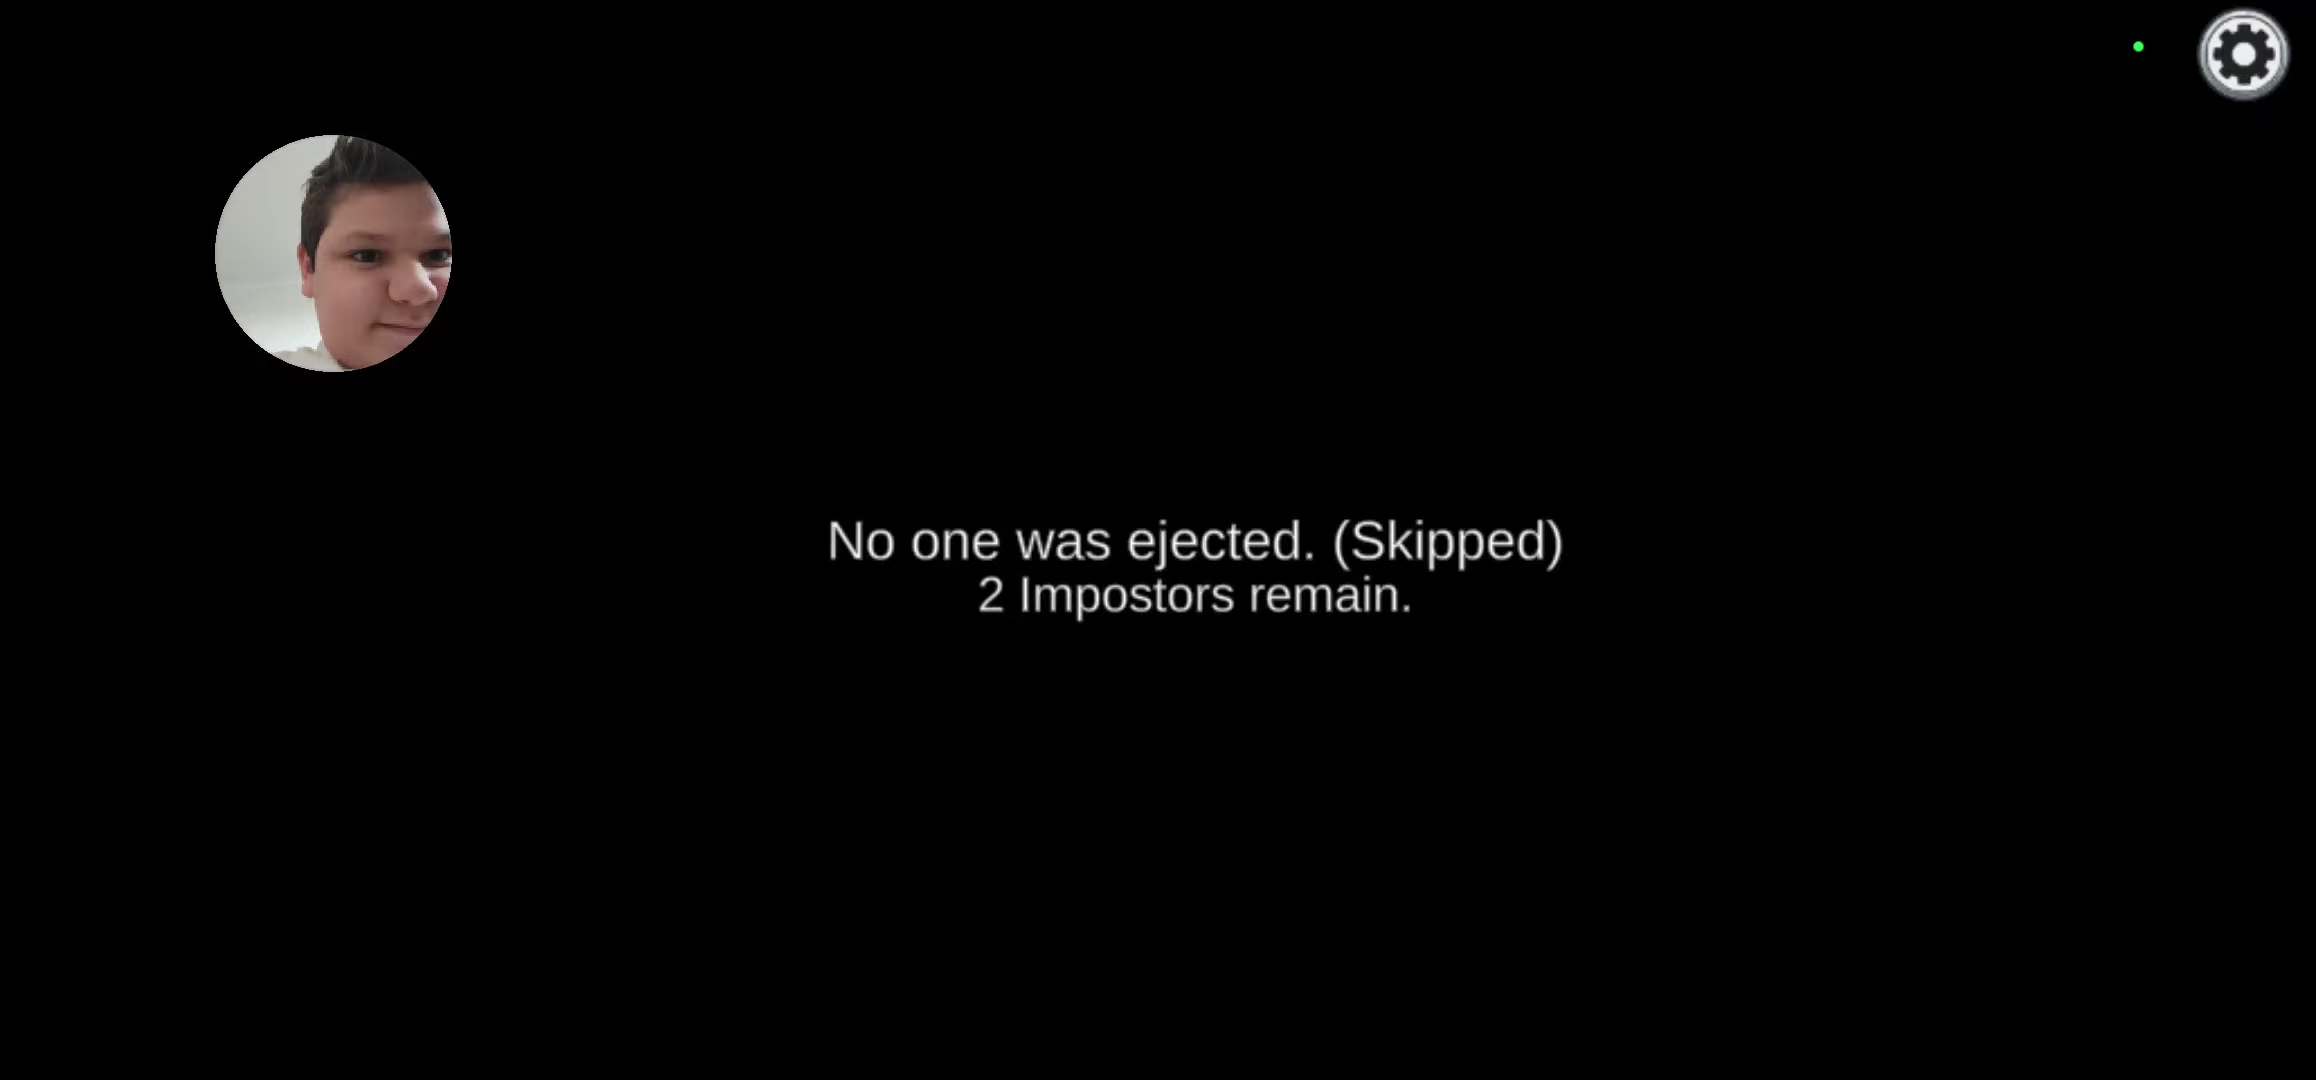 No one was ejected. (Skipped)
2 Impostors remain.